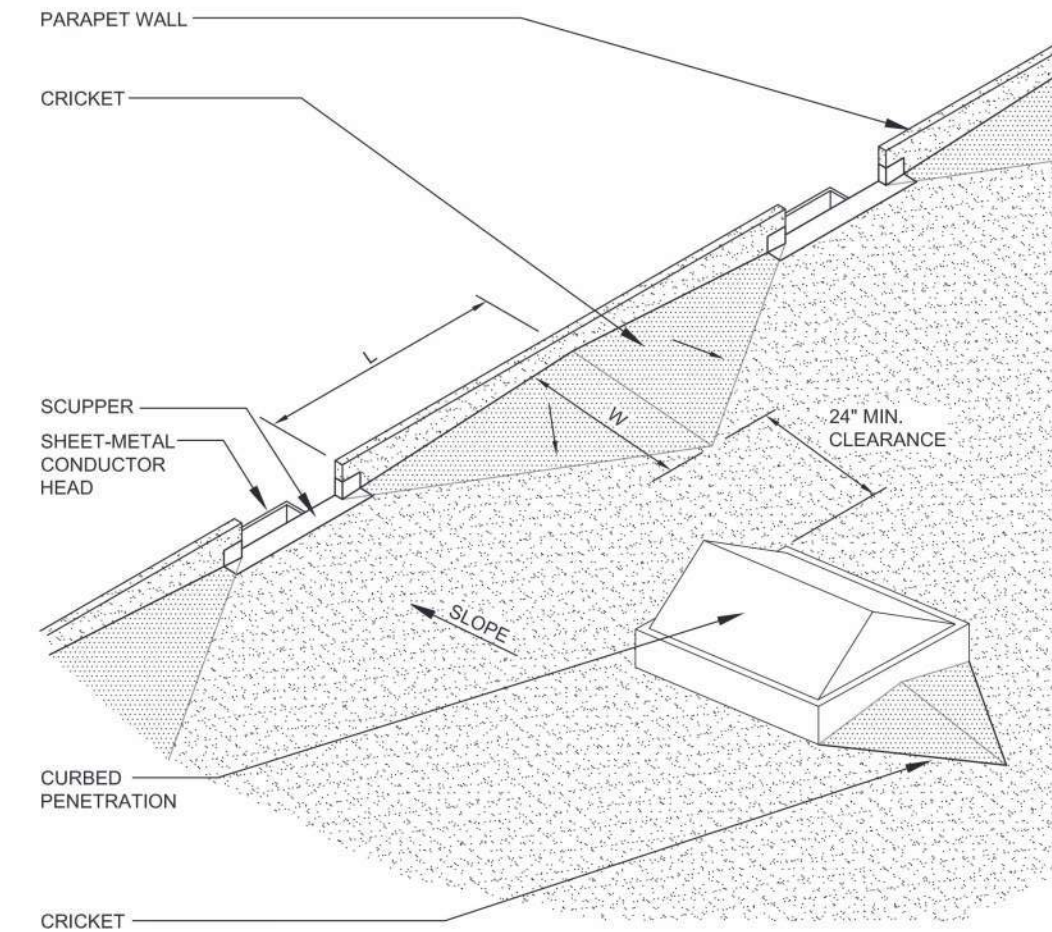 PARAPET WALL
CRICKET
L
SCUPPER
W
24" MIN.
CLEARANCE
SHEET-METAL
CONDUCTOR
HEAD
SLOPE
CURBED
PENETRATION
CRICKET